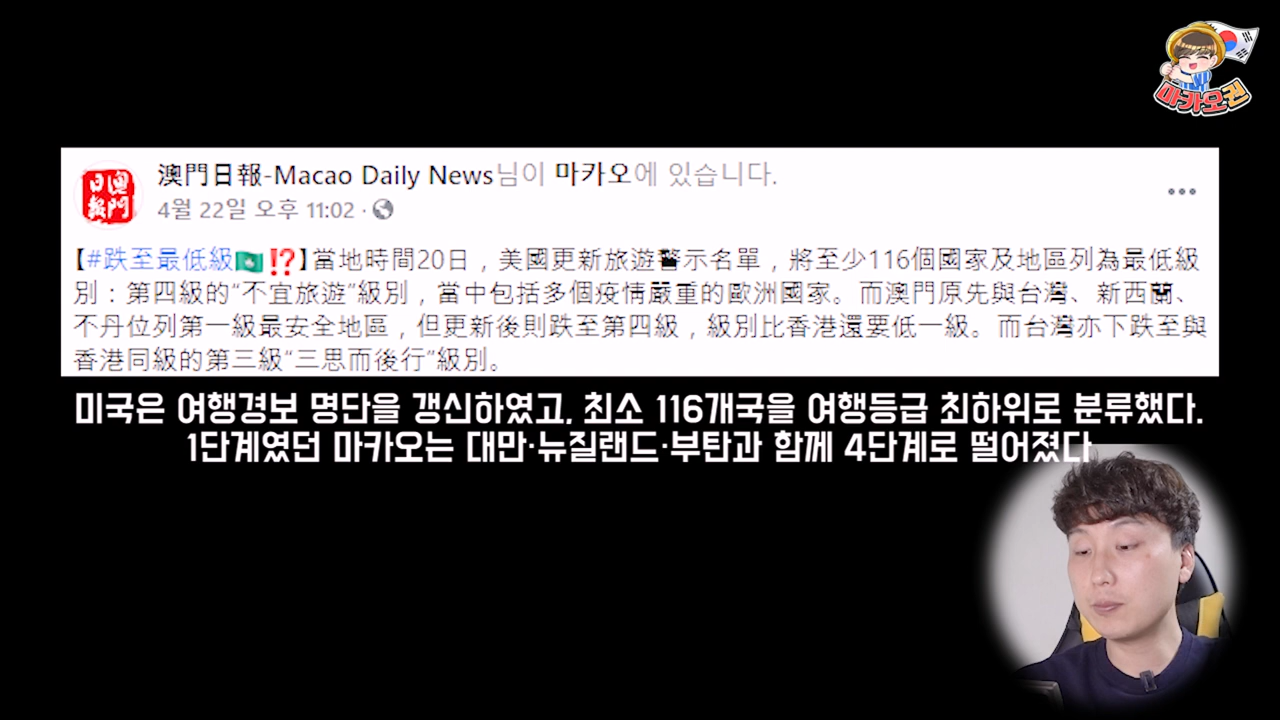 마카오권
澳門日報-Macao Daily News님이 마카오에 있습니다.
4월 22일 오후 11:02 ·
澳門日報
【#跌至最低級🇲🇴⁉️】當地時間20日，美國更新旅遊警示名單，將至少116個國家及地區列為最低級
別：第四級的“不宜旅遊”級別，當中包括多個疫情嚴重的歐洲國家。而澳門原先與台灣、新西蘭、
不丹位列第一級最安全地區，但更新後則跌至第四級，級別比香港還要低一級。而台灣亦下跌至與
香港同級的第三級“三思而後行”級別。
미국은 여행경보 명단을 갱신하였고, 최소 116개국을 여행등급 최하위로 분류했다.
1단계였던 마카오는 대만·뉴질랜드·부탄과 함께 4단계로 떨어졌다